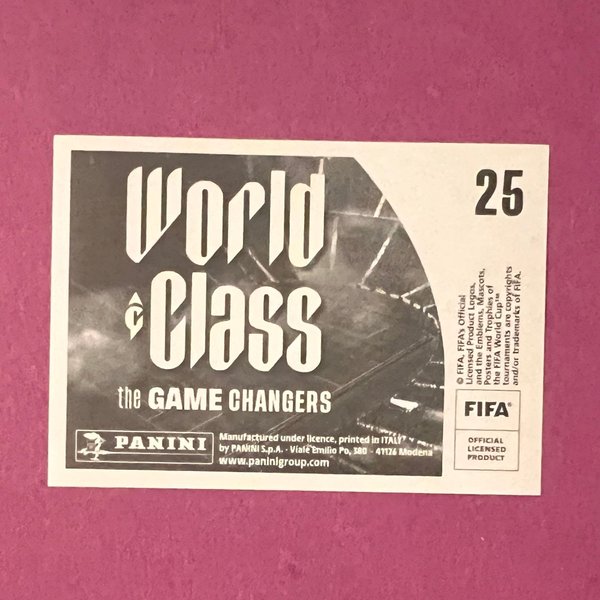 World
Class
the GAME CHANGERS
PANINI
Manufactured under licence, printed in ITALY
by PANINI S.p.A. - Viale Emilio Po, 380 - 41126 Modena
www.paninigroup.com
25
© FIFA, FIFA's Official
Licensed Product Logos,
and the Emblems, Mascots,
Posters and Trophies of
the FIFA World Cup™
tournaments are copyrights
and/or trademarks of FIFA.
FIFA®
OFFICIAL
LICENSED
PRODUCT